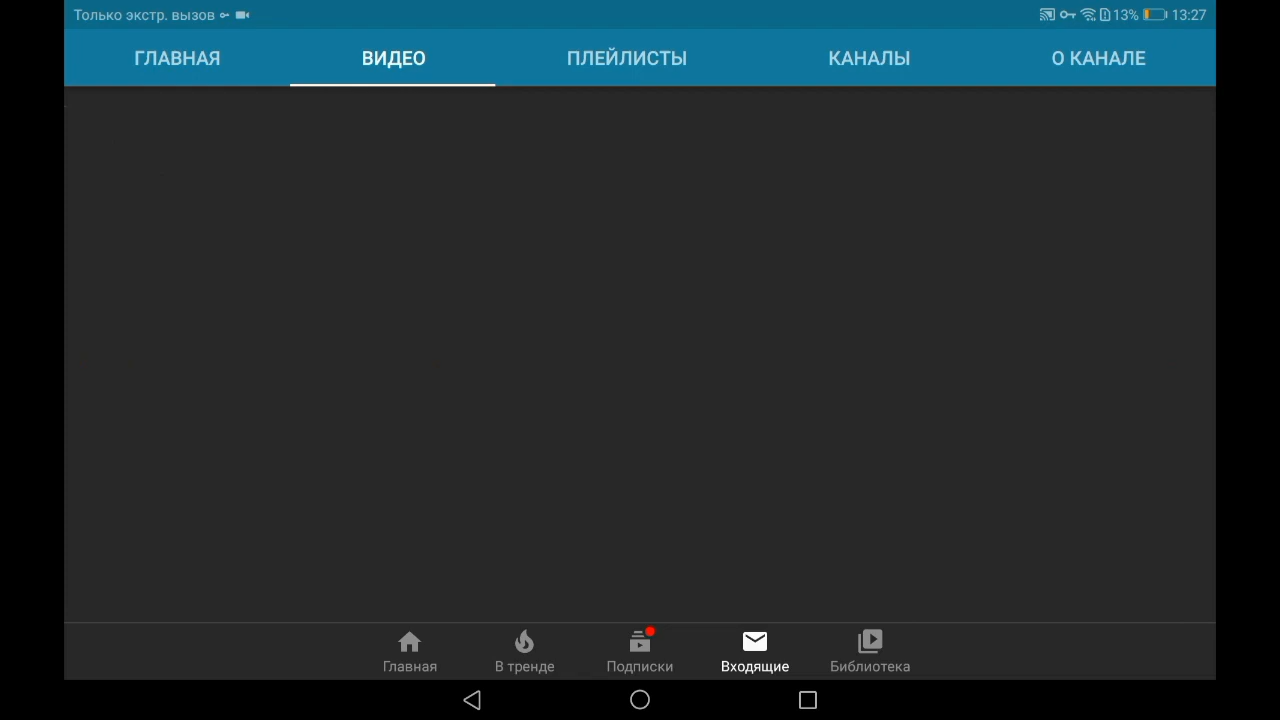 Только экстр. вызов 13% 13:27
ГЛАВНАЯ ВИДЕО ПЛЕЙЛИСТЫ КАНАЛЫ О КАНАЛЕ
Главная В тренде Подписки Входящие Библиотека